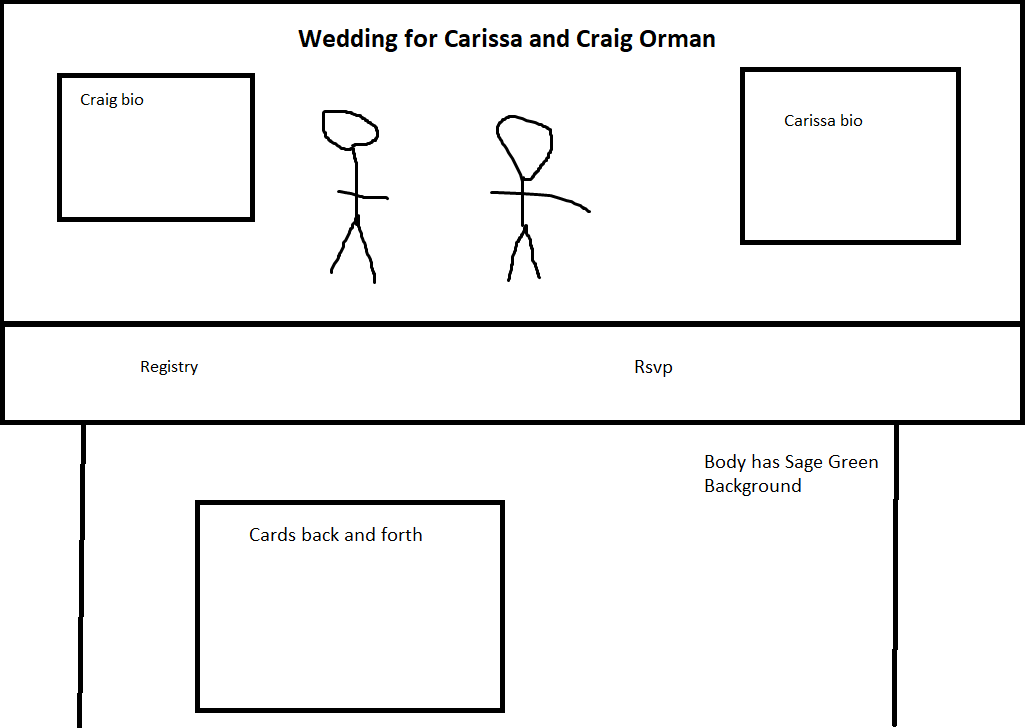 Wedding for Carissa and Craig Orman
Craig bio
Carissa bio
Registry
Rsvp
Body has Sage Green
Background
Cards back and forth